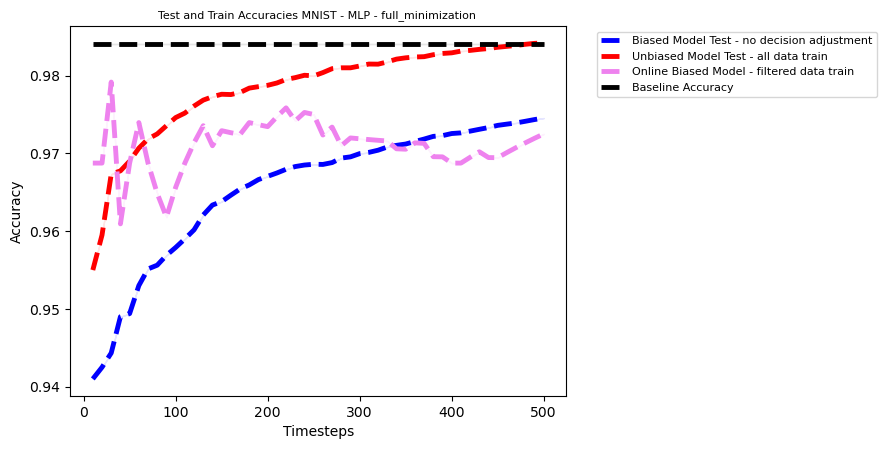 Test and Train Accuracies MNIST - MLP - full_minimization
Biased Model Test - no decision adjustment
Unbiased Model Test - all data train
Online Biased Model - filtered data train
Baseline Accuracy
Accuracy
0.98
0.97
0.96
0.95
0.94
0 100 200 300 400 500
Timesteps